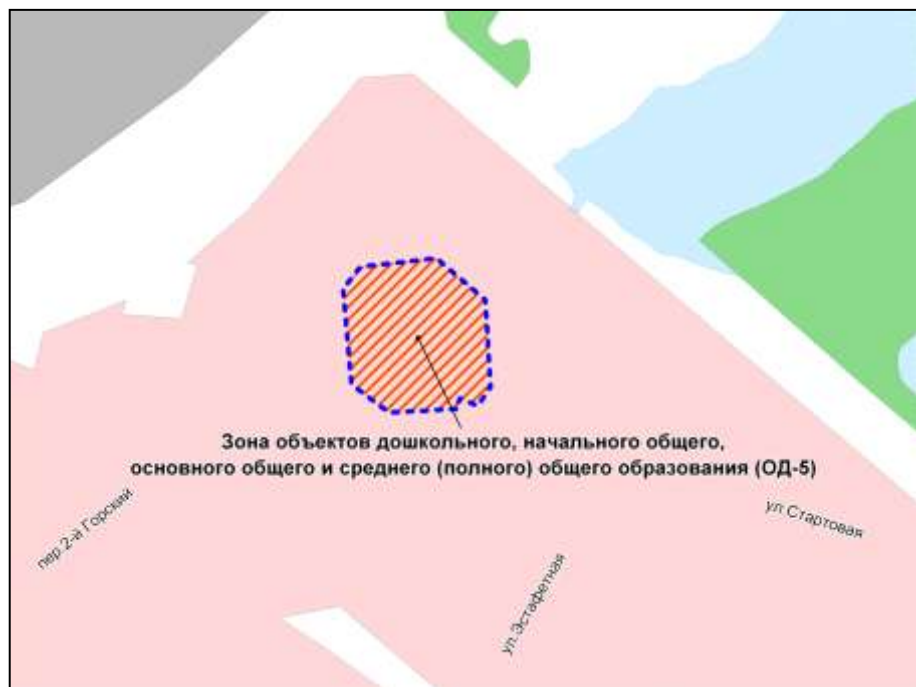 Зона объектов дошкольного, начального общего,
основного общего и среднего (полного) общего образования (ОД-5)
пер.2-й Горский
ул.Эстафетная
ул.Стартовая